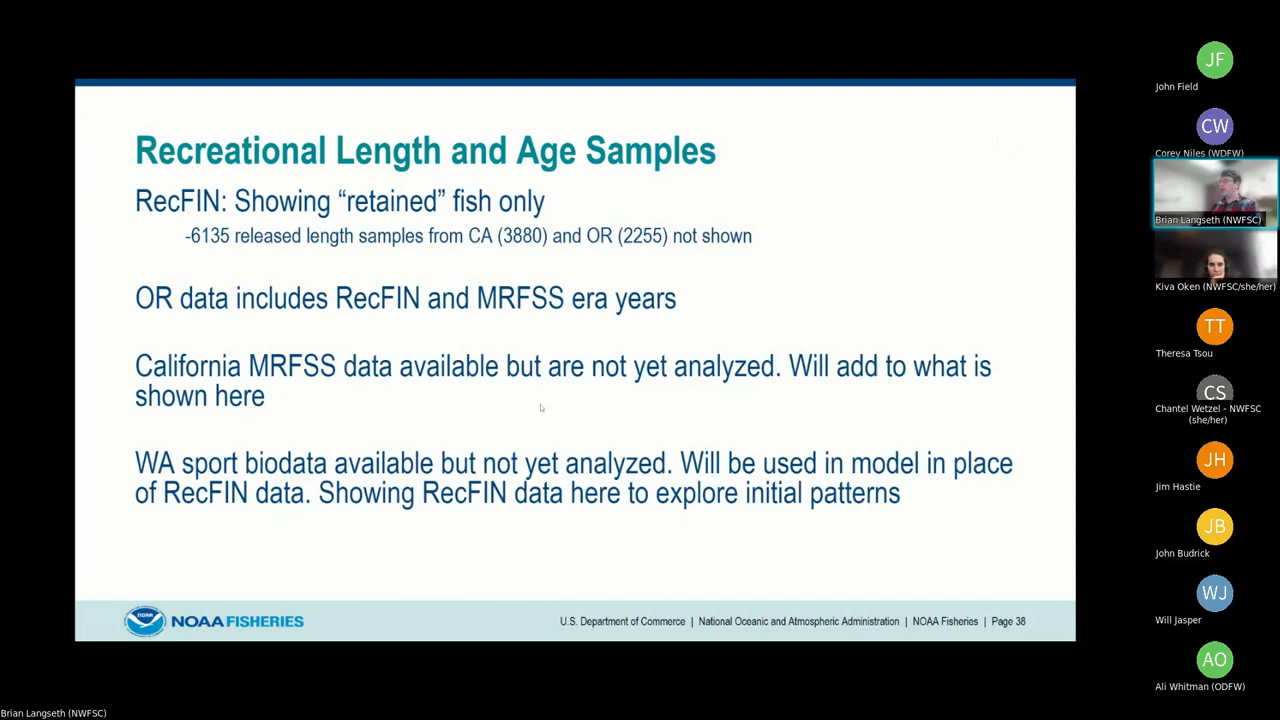 Recreational Length and Age Samples
RecFIN: Showing “retained” fish only
-6135 released length samples from CA (3880) and OR (2255) not shown
OR data includes RecFIN and MRFSS era years
California MRFSS data available but are not yet analyzed. Will add to what is
shown here
WA sport biodata available but not yet analyzed. Will be used in model in place
of RecFIN data. Showing RecFIN data here to explore initial patterns
NOAA
NOAA FISHERIES
U.S. Department of Commerce | National Oceanic and Atmospheric Administration | NOAA Fisheries | Page 38
JF
John Field
CW
Corey Niles (WDFW)
Brian Langseth (NWFSC)
Kiva Oken (NWFSC/she/her)
TT
Theresa Tsou
CS
Chantel Wetzel - NWFSC
(she/her)
JH
Jim Hastie
JB
John Budrick
WJ
Will Jasper
AO
Ali Whitman (ODFW)
Brian Langseth (NWFSC)